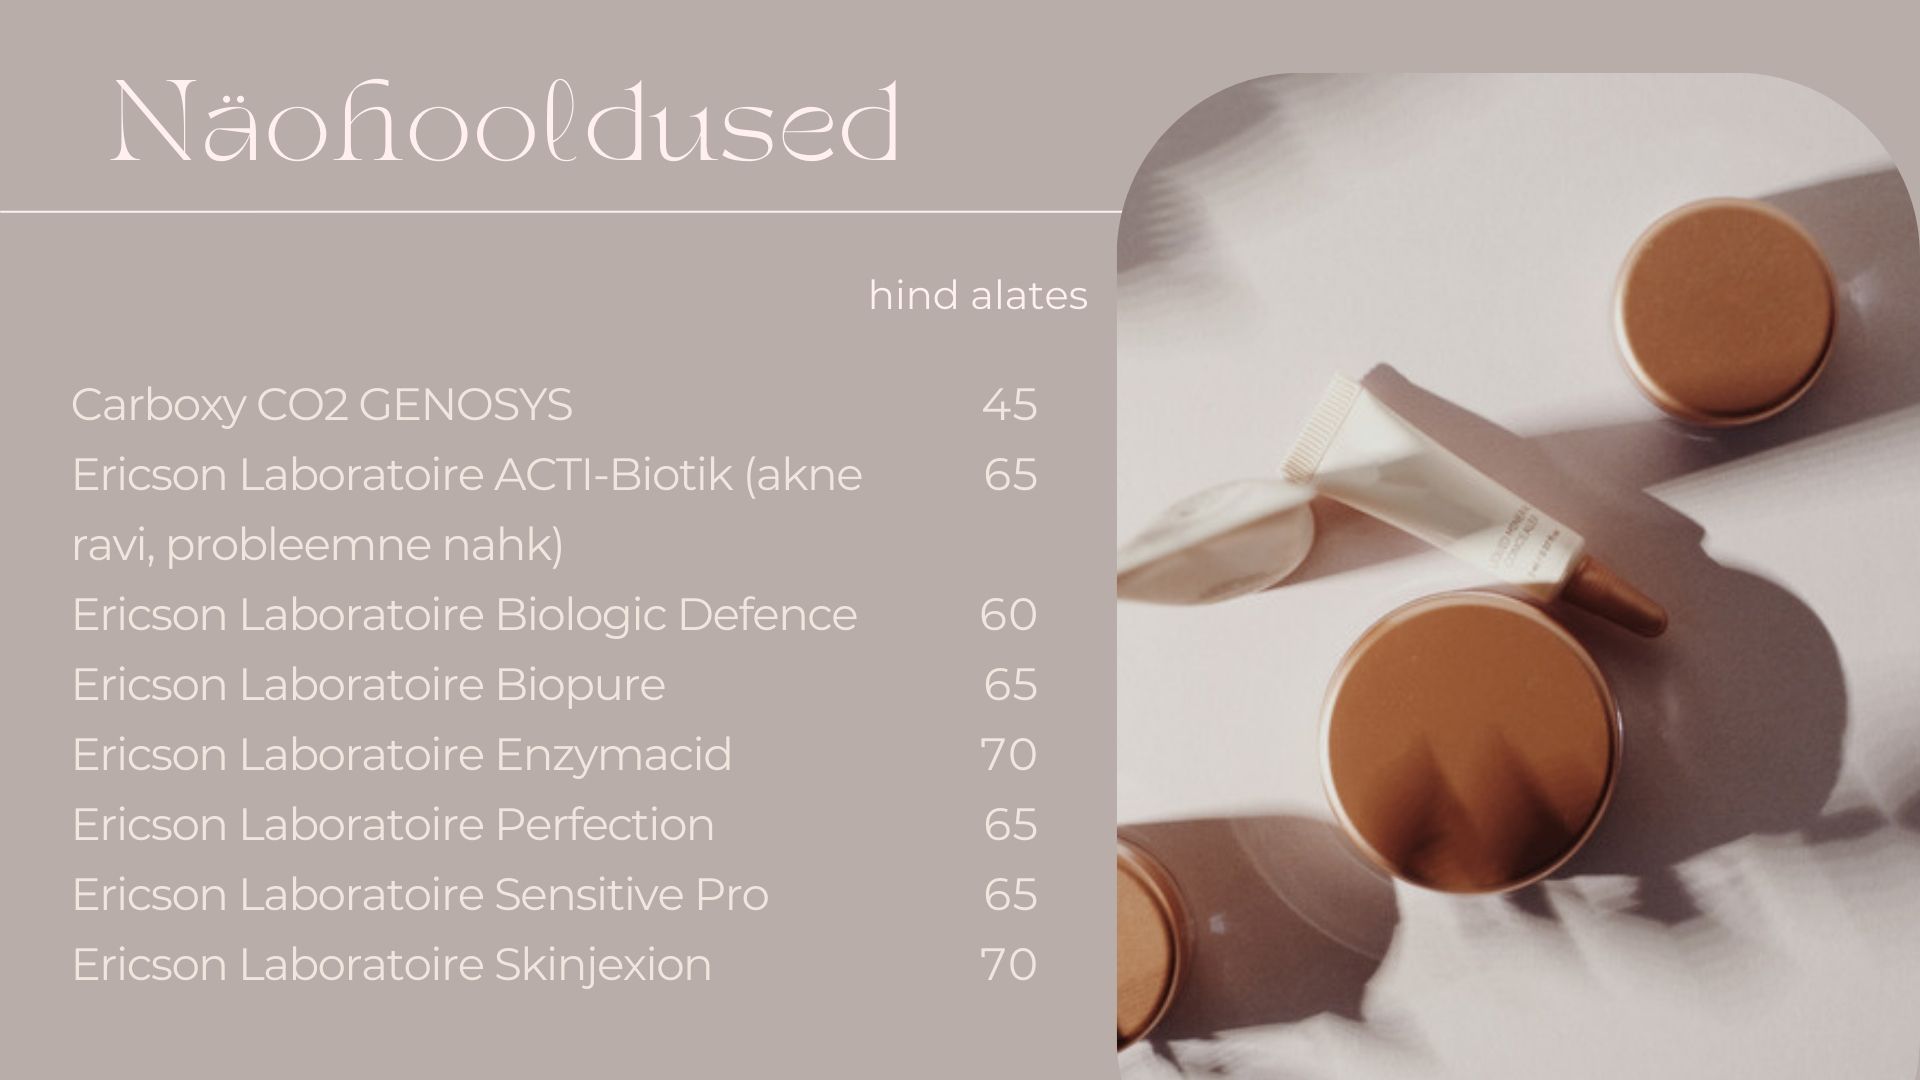 Näohooldused
hind alates
Carboxy CO2 GENOSYS 45
Ericson Laboratoire ACTI-Biotik (akne 65
ravi, probleemne nahk)
Ericson Laboratoire Biologic Defence 60
Ericson Laboratoire Biopure 65
Ericson Laboratoire Enzymacid 70
Ericson Laboratoire Perfection 65
Ericson Laboratoire Sensitive Pro 65
Ericson Laboratoire Skinjexion 70